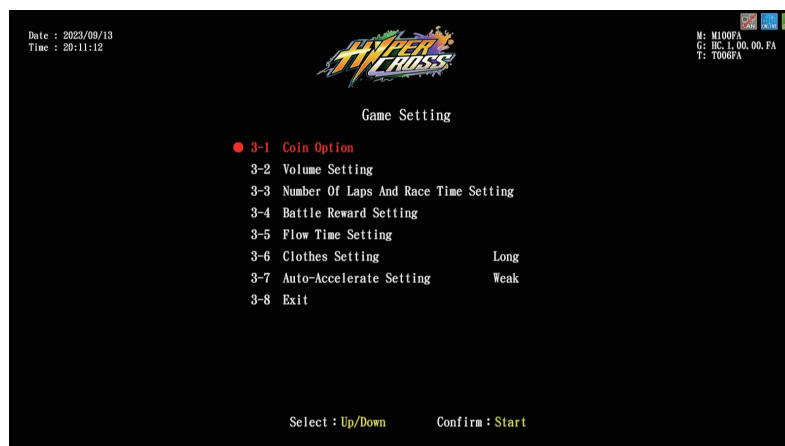 Date : 2023/09/13
Time : 20:11:12
HYPER
CROSS
LAN
ONLINE
M: M100FA
G: HC.1.00.00.FA
T: T006FA
Game Setting
3-1 Coin Option
3-2 Volume Setting
3-3 Number Of Laps And Race Time Setting
3-4 Battle Reward Setting
3-5 Flow Time Setting
3-6 Clothes Setting Long
3-7 Auto-Accelerate Setting Weak
3-8 Exit
Select：Up/Down Confirm：Start